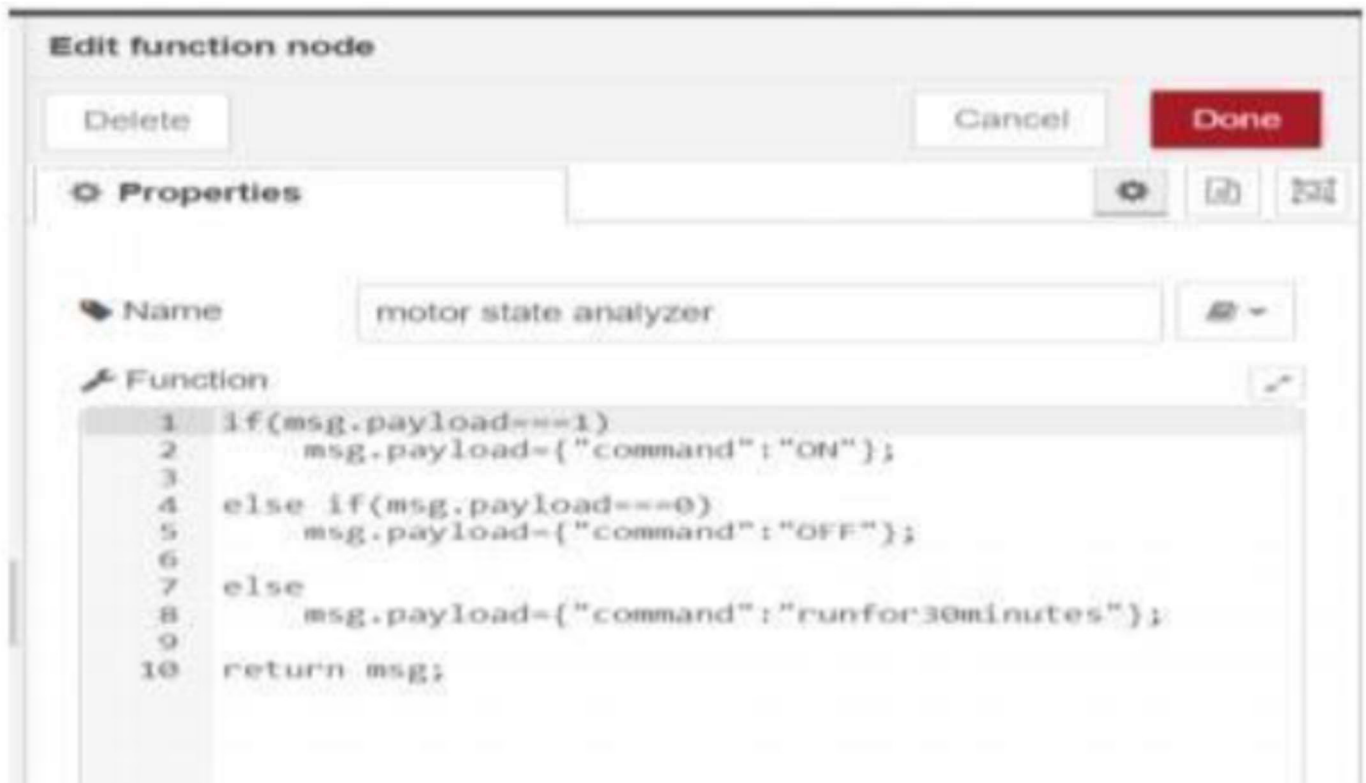 Edit function node
Delete
Cancel
Done
Properties
Name
motor state analyzer
Function
1 if(msg.payload===1)
2     msg.payload={"command":"ON"};
3
4 else if(msg.payload===0)
5     msg.payload={"command":"OFF"};
6
7 else
8     msg.payload={"command":"runfor30minutes"};
9
10 return msg;